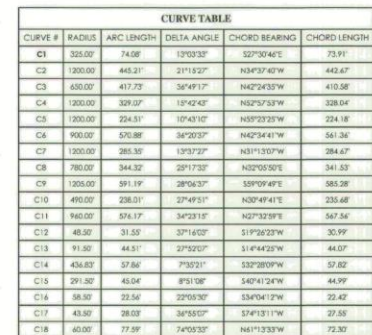 CURVE TABLE
CURVE # RADIUS ARC LENGTH DELTA ANGLE CHORD BEARING CHORD LENGTH
C1 325.00' 74.08' 13°03'33" S27°30'46"E 73.91'
C2 1200.00' 445.21' 21°15'27" N34°37'40"W 442.67'
C3 650.00' 417.73' 36°49'17" N42°24'35"W 410.58'
C4 1200.00' 329.07' 15°42'43" N52°57'53"W 328.04'
C5 1200.00' 224.51' 10°43'10" N55°23'25"W 224.18'
C6 900.00' 570.88' 36°20'37" N42°34'41"W 561.36'
C7 1200.00' 285.35' 13°37'27" N31°13'07"W 284.67'
C8 780.00' 344.32' 25°17'33" N32°05'50"E 341.53'
C9 1205.00' 591.19' 28°06'37" S59°09'49"E 585.28'
C10 490.00' 238.01' 27°49'51" N30°49'41"E 235.68'
C11 960.00' 576.17' 34°23'15" N27°32'59"E 567.56'
C12 48.50' 31.55' 37°16'03" S19°26'23"W 30.99'
C13 91.50' 44.51' 27°52'07" S14°44'25"W 44.07'
C14 436.83' 57.86' 7°35'21" S32°28'09"W 57.82'
C15 291.50' 45.04' 8°51'08" S40°41'24"W 44.99'
C16 58.50' 22.56' 22°05'30" S34°04'12"W 22.42'
C17 43.50' 28.03' 36°55'07" S74°13'11"W 27.55'
C18 60.00' 77.59' 74°05'33" N61°13'33"W 72.30'